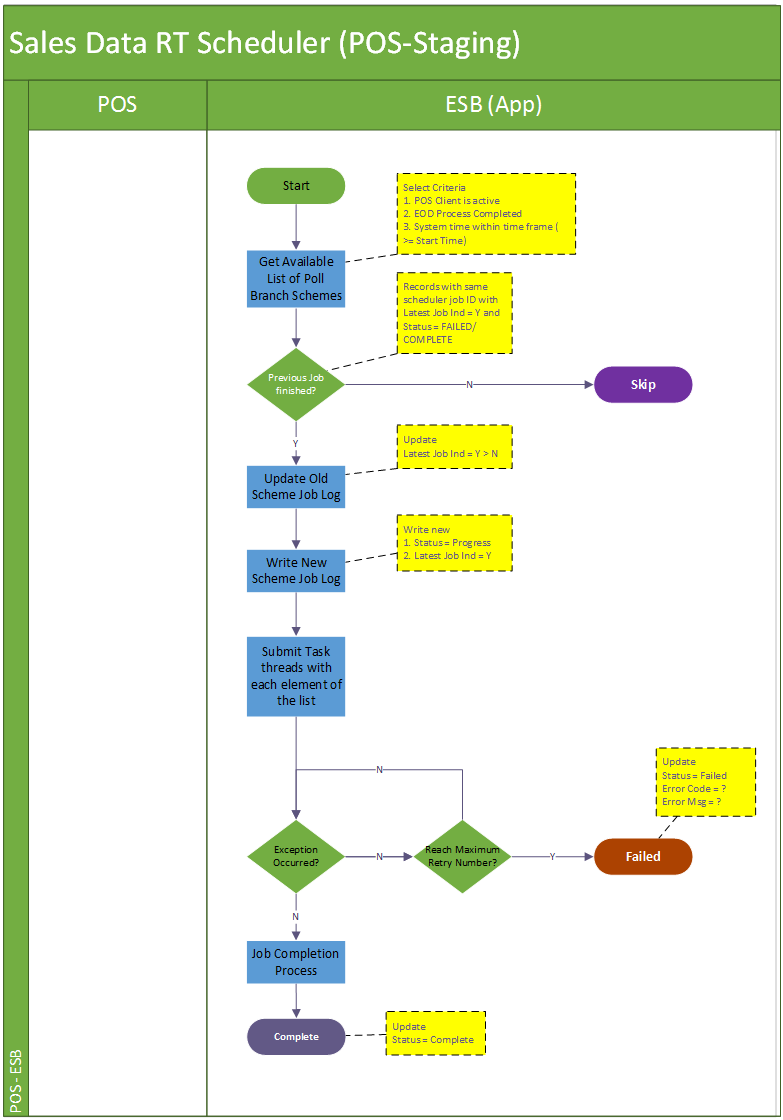 Sales Data RT Scheduler (POS-Staging)
POS
ESB (App)
Start
Select Criteria
1. POS Client is active
2. EOD Process Completed
3. System time within time frame (
>= Start Time)
Get Available
List of Poll
Branch Schemes
Records with same
scheduler job ID with
Latest Job Ind = Y and
Status = FAILED/
COMPLETE
Previous Job
finished?
N
Skip
Y
Update
Latest Job Ind = Y > N
Update Old
Scheme Job Log
Write new
1. Status = Progress
2. Latest Job Ind = Y
Write New
Scheme Job Log
Submit Task
threads with
each element of
the list
N
Update
Status = Failed
Error Code = ?
Error Msg = ?
Exception
Occurred?
N
Reach Maximum
Retry Number?
Y
Failed
N
Job Completion
Process
Update
Status = Complete
Complete
POS - ESB